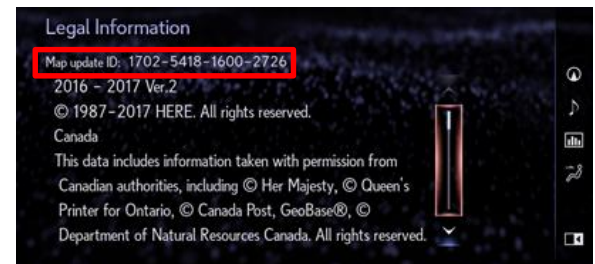 Legal Information
Map update ID: 1702-5418-1600-2726
2016 - 2017 Ver.2
© 1987-2017 HERE. All rights reserved.
Canada
This data includes information taken with permission from
Canadian authorities, including © Her Majesty, © Queen's
Printer for Ontario, © Canada Post, GeoBase®, ©
Department of Natural Resources Canada. All rights reserved.